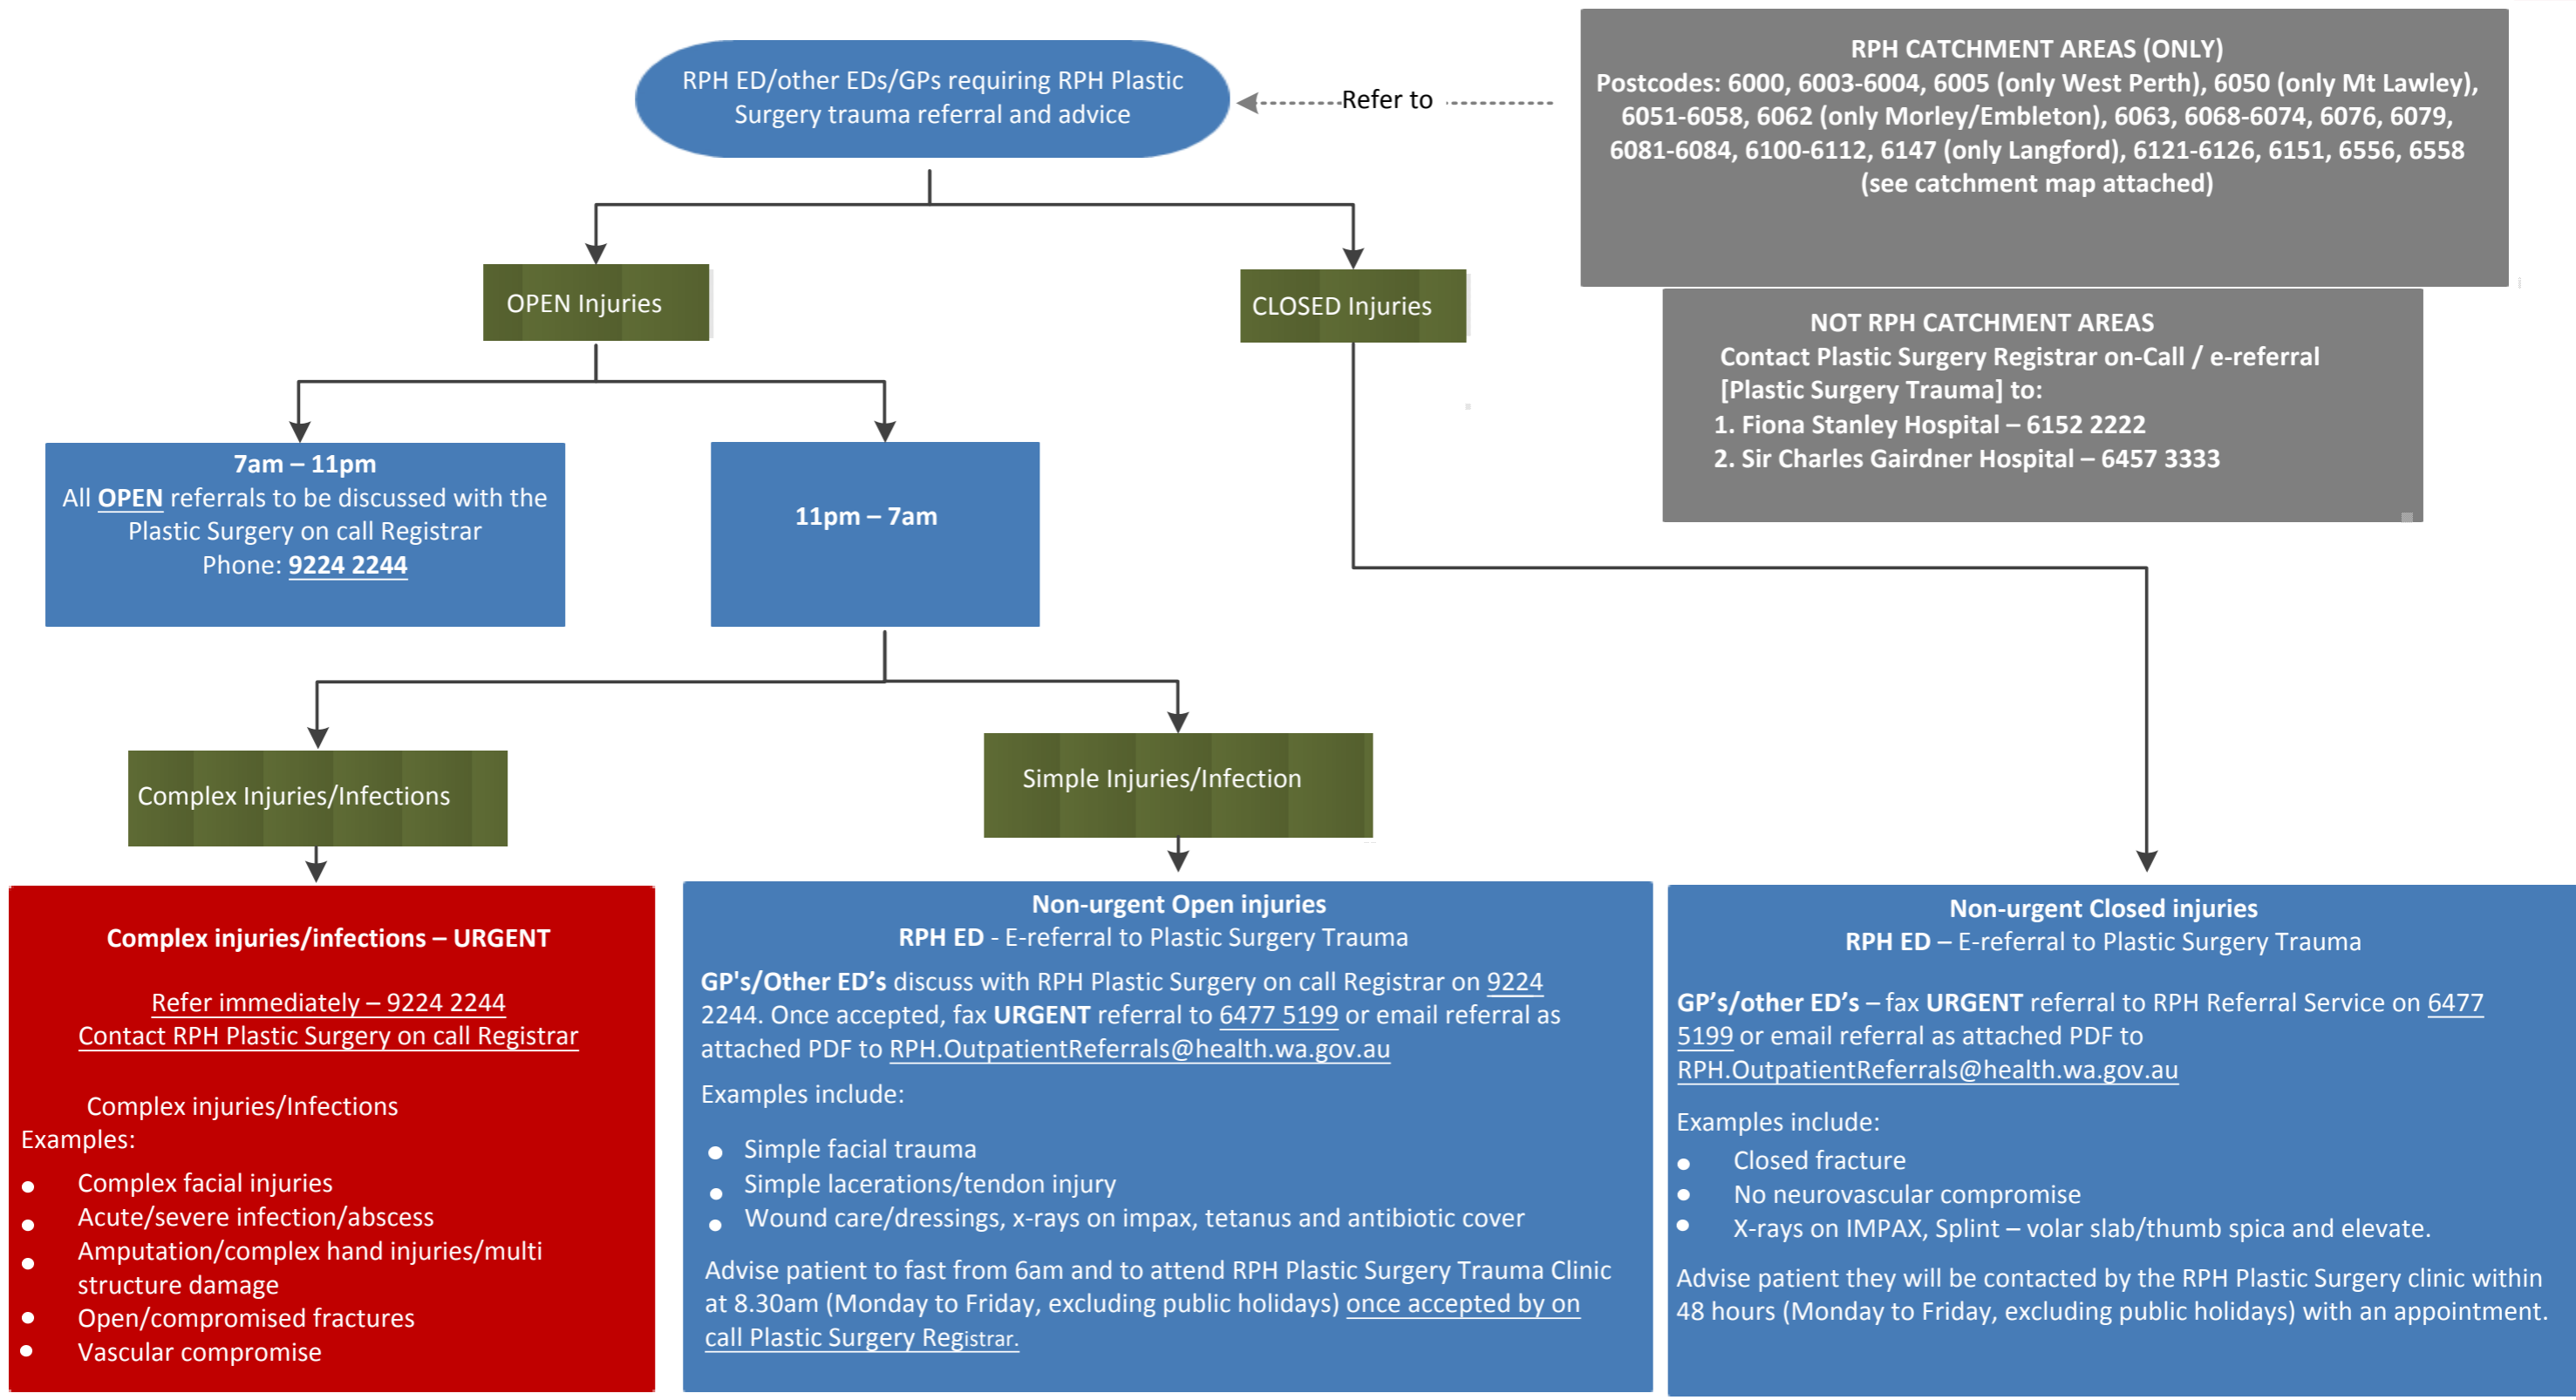 RPH ED/other EDs/GPs requiring RPH Plastic
Surgery trauma referral and advice
Refer to
RPH CATCHMENT AREAS (ONLY)
Postcodes: 6000, 6003-6004, 6005 (only West Perth), 6050 (only Mt Lawley),
6051-6058, 6062 (only Morley/Embleton), 6063, 6068-6074, 6076, 6079,
6081-6084, 6100-6112, 6147 (only Langford), 6121-6126, 6151, 6556, 6558
(see catchment map attached)
NOT RPH CATCHMENT AREAS
Contact Plastic Surgery Registrar on-Call / e-referral
[Plastic Surgery Trauma] to:
1. Fiona Stanley Hospital – 6152 2222
2. Sir Charles Gairdner Hospital – 6457 3333
OPEN Injuries
CLOSED Injuries
7am – 11pm
All OPEN referrals to be discussed with the
Plastic Surgery on call Registrar
Phone: 9224 2244
11pm – 7am
Complex Injuries/Infections
Simple Injuries/Infection
Complex injuries/infections – URGENT
Refer immediately – 9224 2244
Contact RPH Plastic Surgery on call Registrar
Complex injuries/Infections
Examples:
● Complex facial injuries
● Acute/severe infection/abscess
● Amputation/complex hand injuries/multi
structure damage
● Open/compromised fractures
● Vascular compromise
Non-urgent Open injuries
RPH ED - E-referral to Plastic Surgery Trauma
GP's/Other ED’s discuss with RPH Plastic Surgery on call Registrar on 9224
2244. Once accepted, fax URGENT referral to 6477 5199 or email referral as
attached PDF to RPH.OutpatientReferrals@health.wa.gov.au
Examples include:
● Simple facial trauma
● Simple lacerations/tendon injury
● Wound care/dressings, x-rays on impax, tetanus and antibiotic cover
Advise patient to fast from 6am and to attend RPH Plastic Surgery Trauma Clinic
at 8.30am (Monday to Friday, excluding public holidays) once accepted by on
call Plastic Surgery Registrar.
Non-urgent Closed injuries
RPH ED – E-referral to Plastic Surgery Trauma
GP’s/other ED’s – fax URGENT referral to RPH Referral Service on 6477
5199 or email referral as attached PDF to
RPH.OutpatientReferrals@health.wa.gov.au
Examples include:
● Closed fracture
● No neurovascular compromise
● X-rays on IMPAX, Splint – volar slab/thumb spica and elevate.
Advise patient they will be contacted by the RPH Plastic Surgery clinic within
48 hours (Monday to Friday, excluding public holidays) with an appointment.